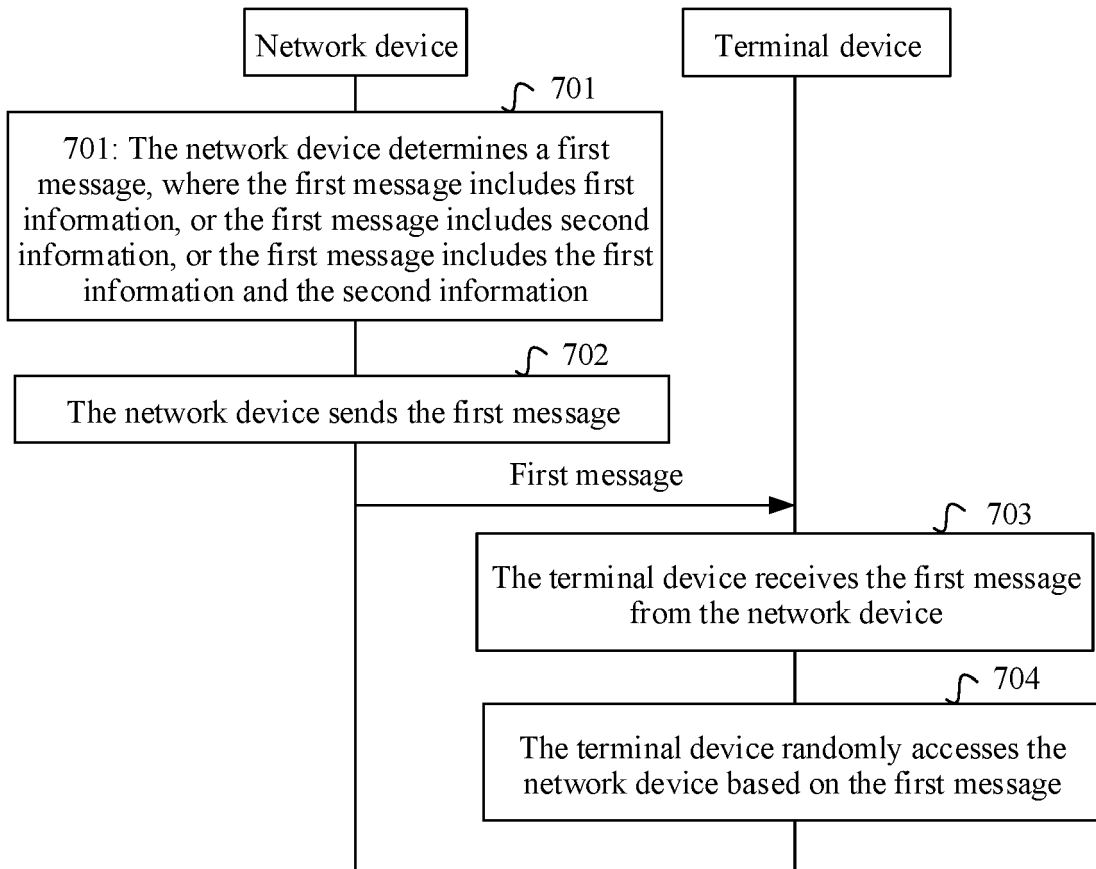 Network device
Terminal device
701
701: The network device determines a first
message, where the first message includes first
information, or the first message includes second
information, or the first message includes the first
information and the second information
702
The network device sends the first message
First message
703
The terminal device receives the first message
from the network device
704
The terminal device randomly accesses the
network device based on the first message